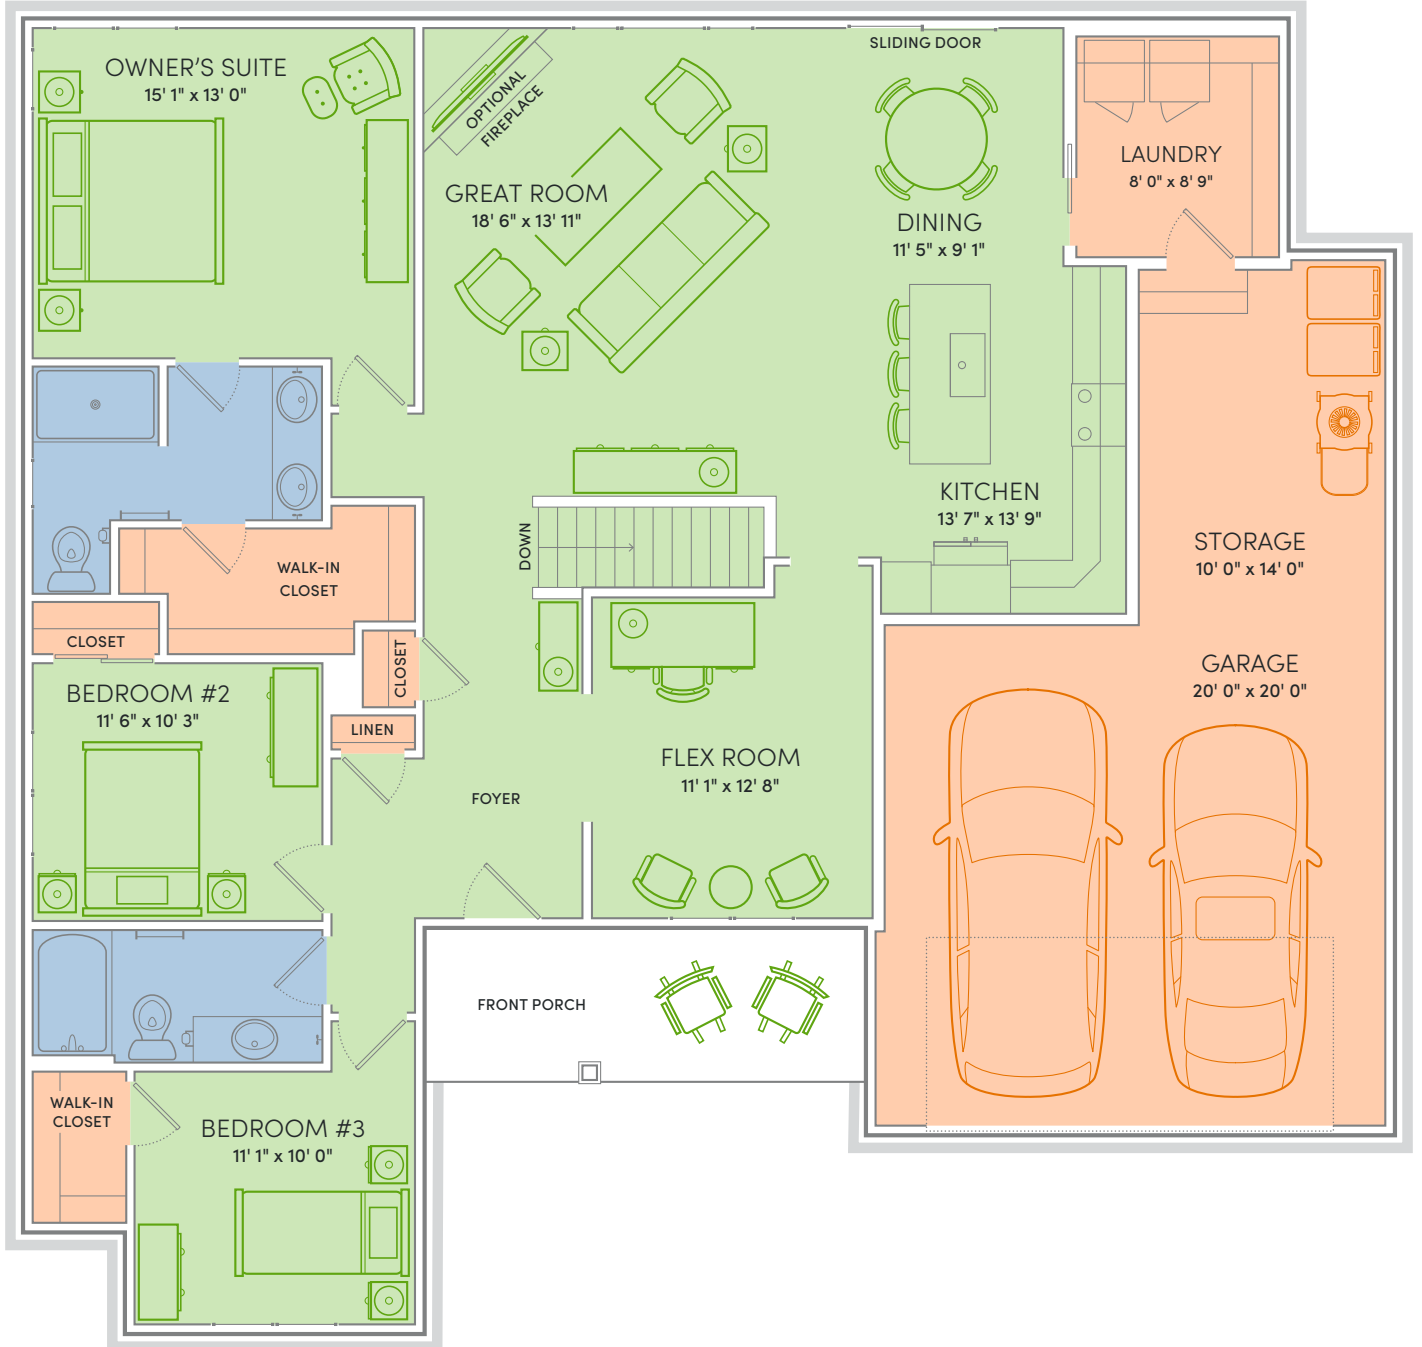 OWNER'S SUITE
15' 1" x 13' 0"
OPTIONAL
FIREPLACE
GREAT ROOM
18' 6" x 13' 11"
SLIDING DOOR
DINING
11' 5" x 9' 1"
LAUNDRY
8' 0" x 8' 9"
KITCHEN
13' 7" x 13' 9"
DOWN
WALK-IN
CLOSET
CLOSET
CLOSET
STORAGE
10' 0" x 14' 0"
GARAGE
20' 0" x 20' 0"
BEDROOM #2
11' 6" x 10' 3"
LINEN
FOYER
FLEX ROOM
11' 1" x 12' 8"
FRONT PORCH
WALK-IN
CLOSET
BEDROOM #3
11' 1" x 10' 0"